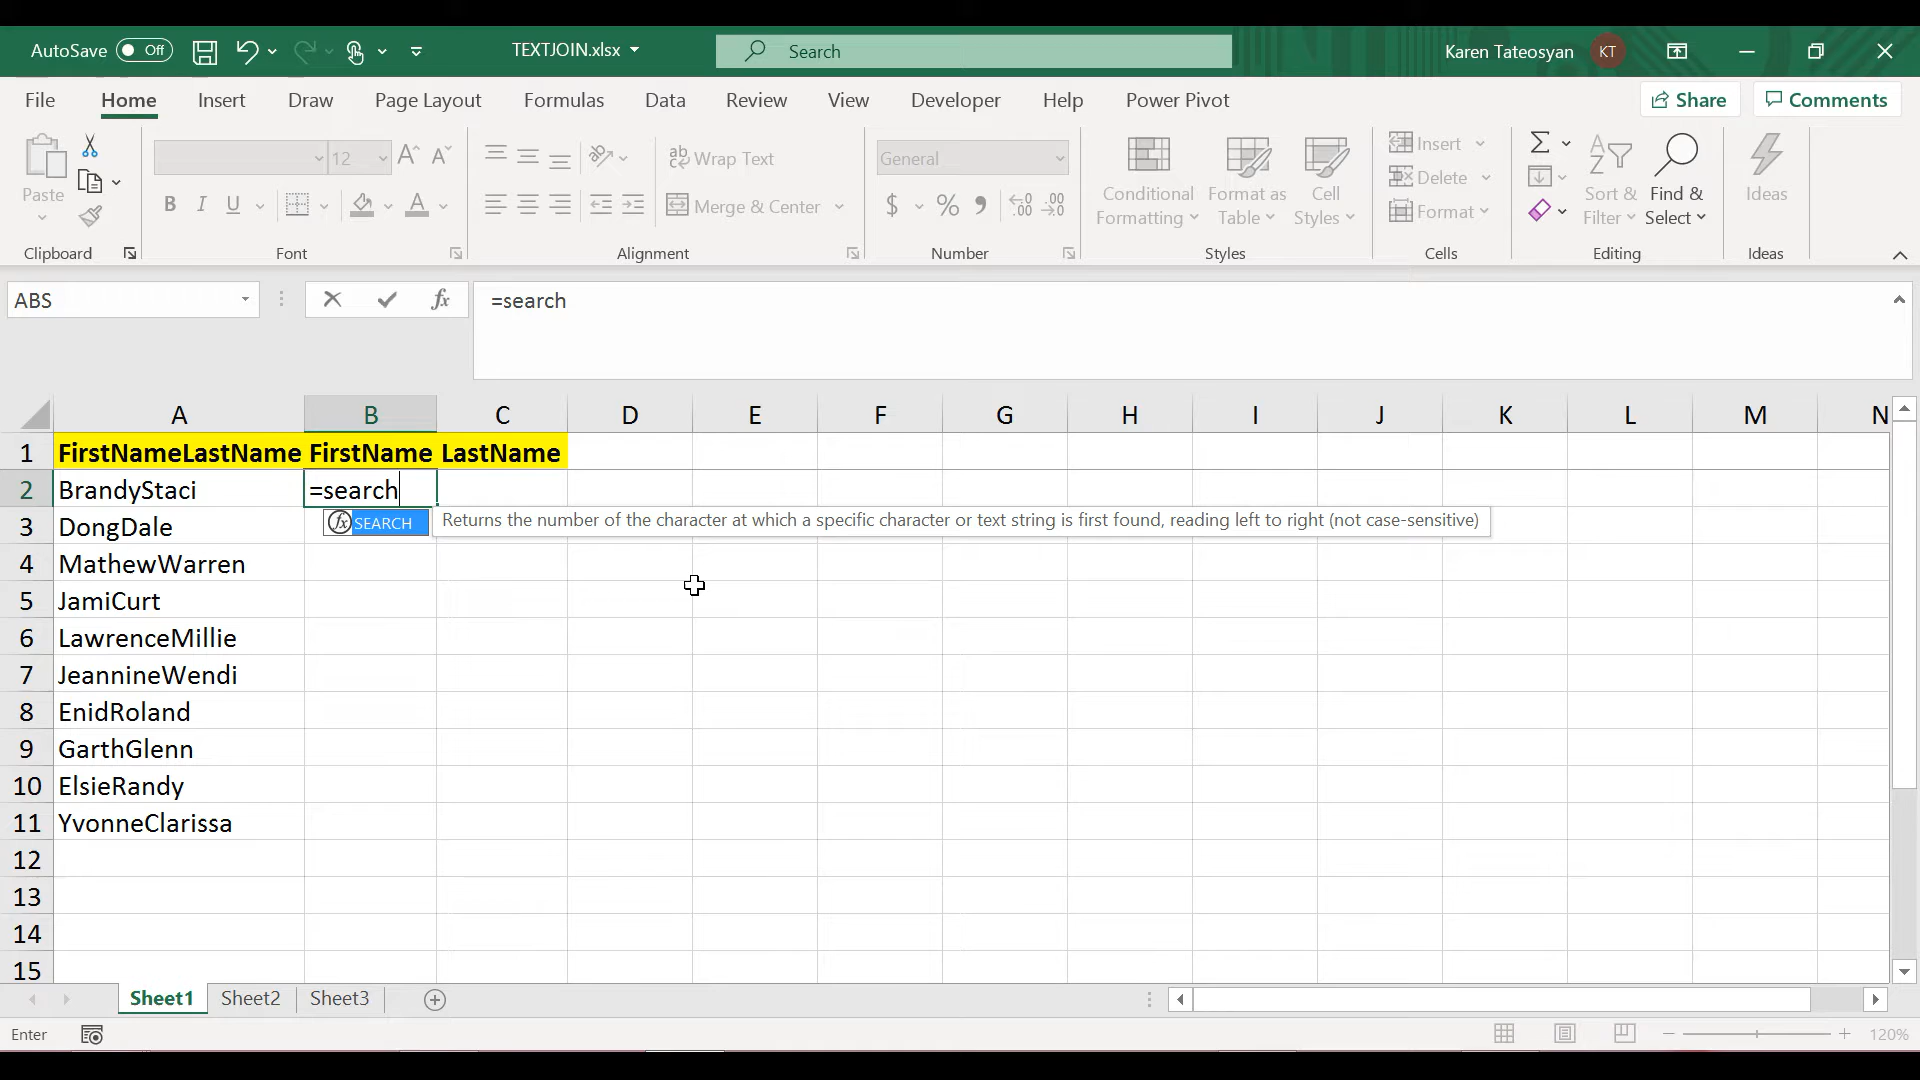 AutoSave Off TEXTJOIN.xlsx Search Karen Tateosyan KT
File Home Insert Draw Page Layout Formulas Data Review View Developer Help Power Pivot Share Comments
Paste
12 A A
B I U A
ab Wrap Text
Merge & Center
General
$ % 9 .00 .00
Conditional Formatting
Format as Table
Cell Styles
Insert
Delete
Format
Sort & Filter
Find & Select
Ideas
Clipboard Font Alignment Number Styles Cells Editing Ideas
ABS fx =search
A B C D E F G H I J K L M N
1 FirstNameLastName FirstName LastName
2 BrandyStaci =search
fx SEARCH Returns the number of the character at which a specific character or text string is first found, reading left to right (not case-sensitive)
3 DongDale
4 MathewWarren
5 JamiCurt
6 LawrenceMillie
7 JeannineWendi
8 EnidRoland
9 GarthGlenn
10 ElsieRandy
11 YvonneClarissa
12
13
14
15
Sheet1 Sheet2 Sheet3
Enter 120%